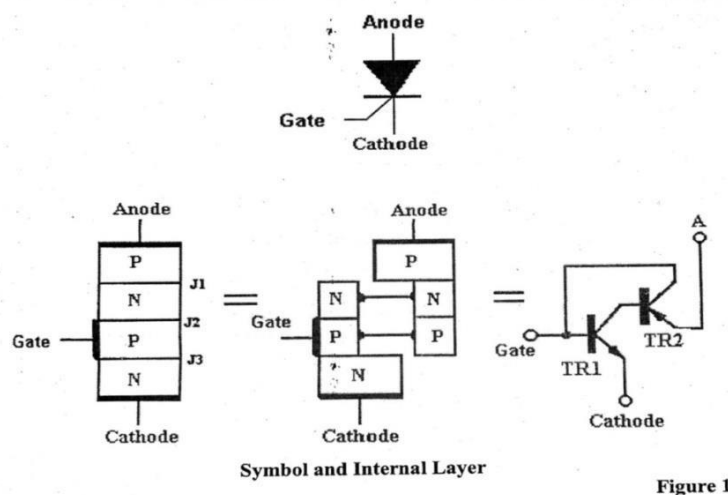 Anode
Gate
Cathode
Anode
P
N
P
N
J1
J2
J3
Gate
Cathode
=
Anode
P
N
N
P
P
N
Gate
Cathode
=
A
Gate
TR1
TR2
Cathode
Symbol and Internal Layer
Figure 1